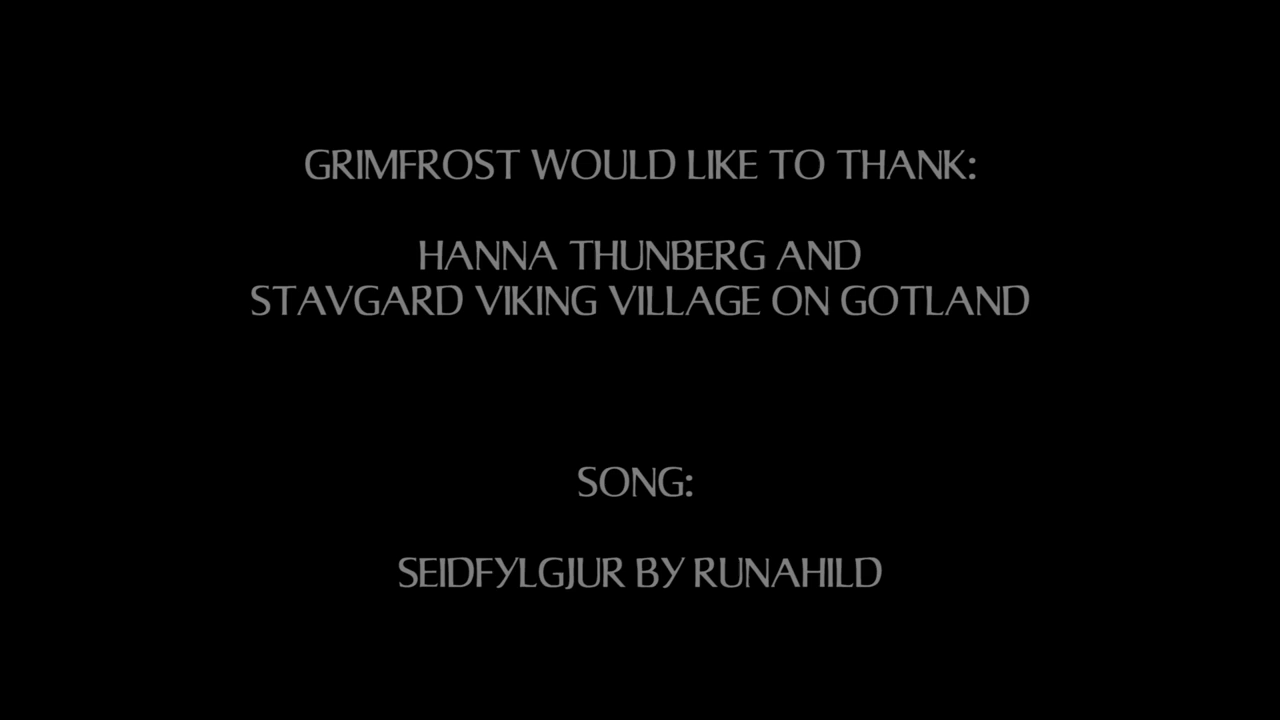 GRIMFROST WOULD LIKE TO THANK:
HANNA THUNBERG AND
STAVGARD VIKING VILLAGE ON GOTLAND
SONG:
SEIDFYLGJUR BY RUNAHILD